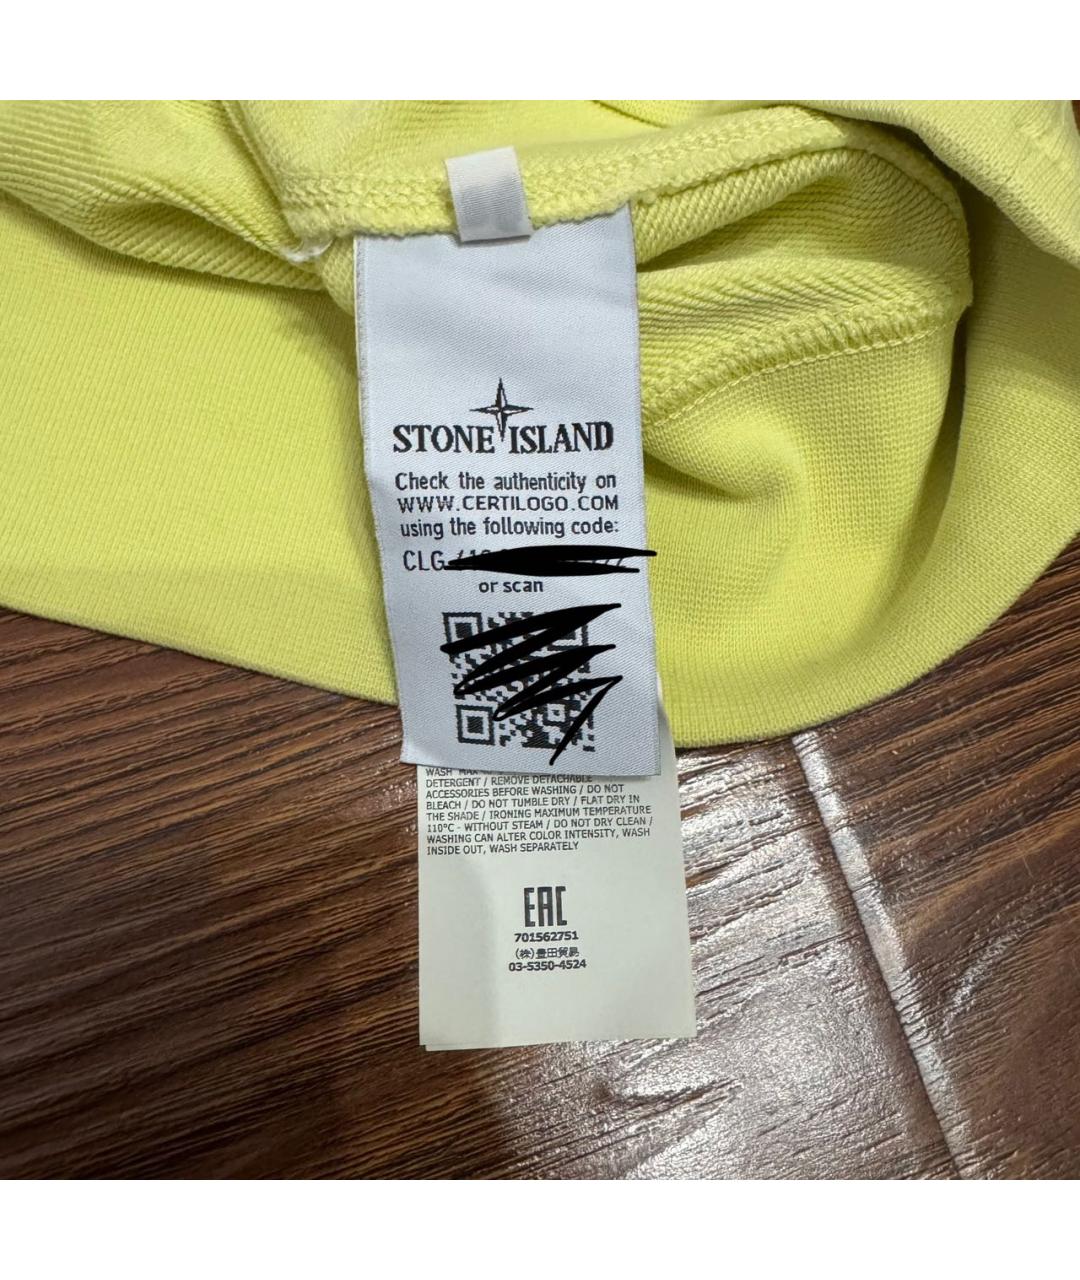 STONE ISLAND
Check the authenticity on
WWW.CERTILOGO.COM
using the following code:
CLG
or scan
WASH
DETERGENT / REMOVE DETACHABLE
ACCESSORIES BEFORE WASHING / DO NOT
BLEACH / DO NOT TUMBLE DRY / FLAT DRY IN
THE SHADE / IRONING MAXIMUM TEMPERATURE
110°C - WITHOUT STEAM / DO NOT DRY CLEAN /
WASHING CAN ALTER COLOR INTENSITY, WASH
INSIDE OUT, WASH SEPARATELY
EAC
701562751
(株)豊田貿易
03-5350-4524